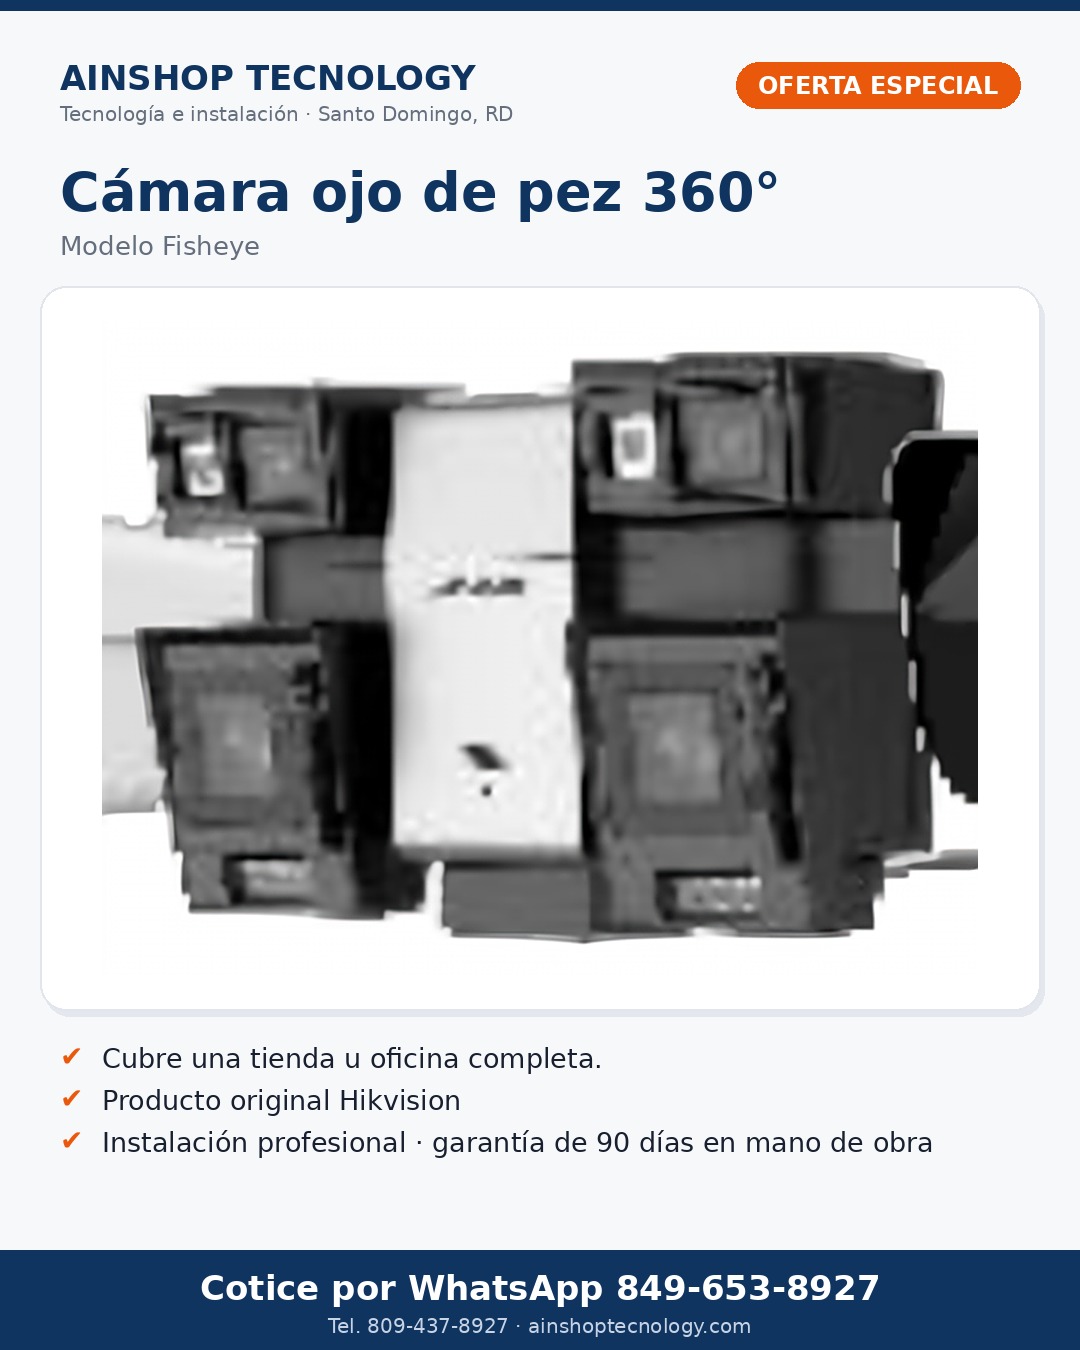 AINSHOP TECNOLOGY
Tecnología e instalación · Santo Domingo, RD
OFERTA ESPECIAL
Cámara ojo de pez 360°
Modelo Fisheye
✔ Cubre una tienda u oficina completa.
✔ Producto original Hikvision
✔ Instalación profesional · garantía de 90 días en mano de obra
Cotice por WhatsApp 849-653-8927
Tel. 809-437-8927 · ainshoptecnology.com